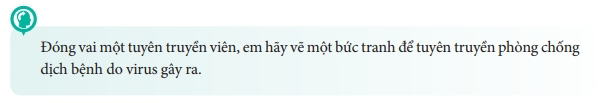 Đóng vai một tuyên truyền viên, em hãy vẽ một bức tranh để tuyên truyền phòng chống
dịch bệnh do virus gây ra.